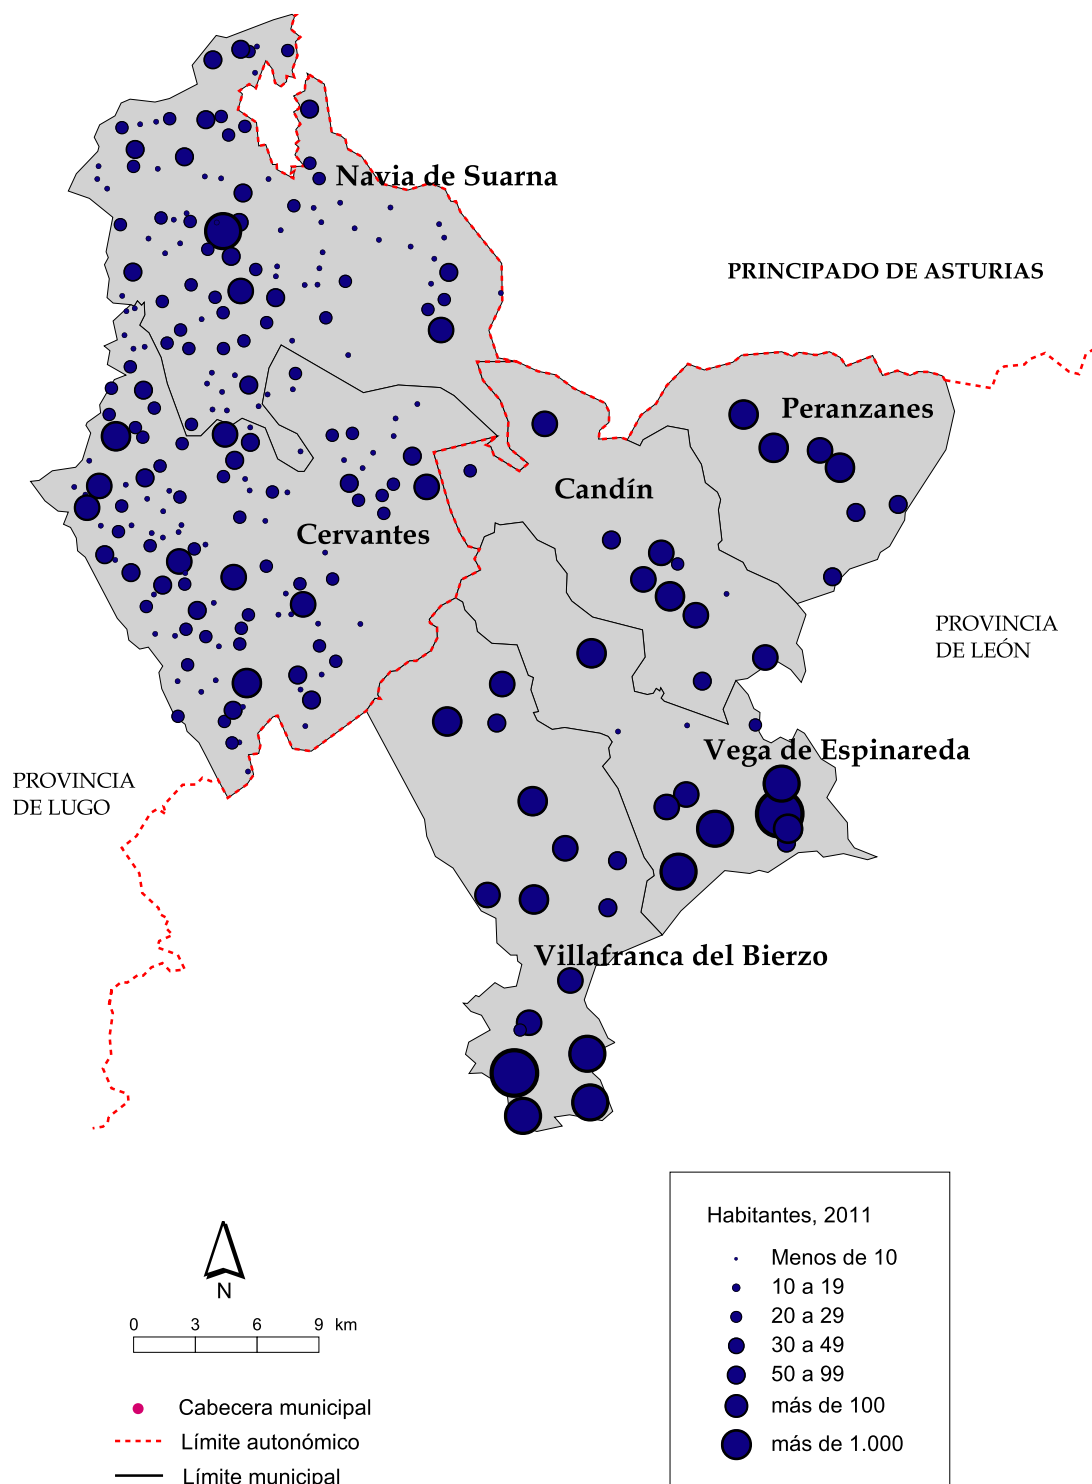 Navia de Suarna
PRINCIPADO DE ASTURIAS
Peranzanes
Candín
Cervantes
PROVINCIA
DE LEÓN
Vega de Espinareda
PROVINCIA
DE LUGO
Villafranca del Bierzo
Habitantes, 2011
Menos de 10
10 a 19
20 a 29
30 a 49
50 a 99
más de 100
más de 1.000
N
0 3 6 9 km
Cabecera municipal
Límite autonómico
Límite municipal